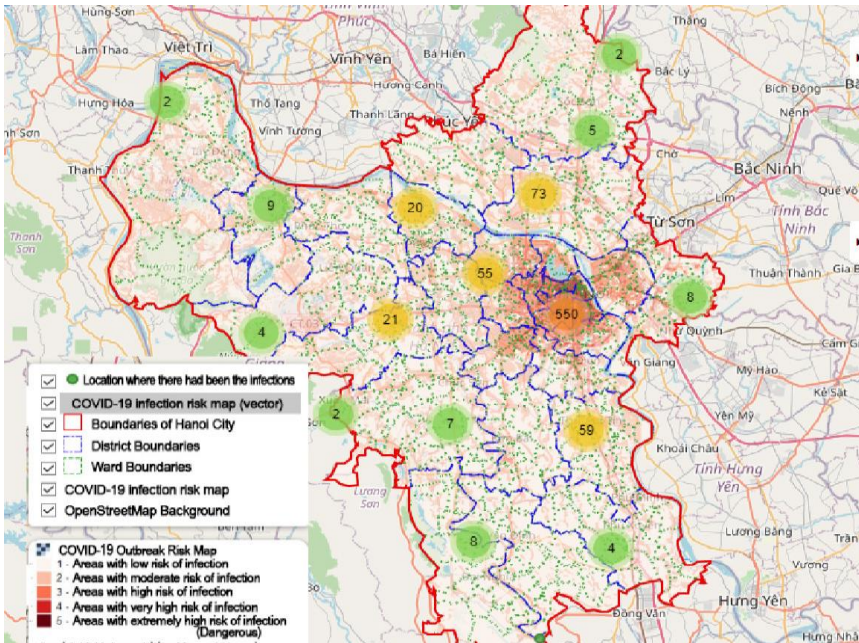 Hùng-Sơn
Phúc
Thắng
Lâm Thao
Việt Trì
Vĩnh Yên
Bá Hiến
2
Bắc Lý
Hương Canh
Bích Động
2
Hưng Hóa
Thổ Tang
Thanh Lãng
Nếnh
Vĩnh Tường
5
Chờ
Bắc Ninh
Quế Võ
73
Lim
9
20
Từ Sơn
Tỉnh Bắc
Ninh
Thanh
Sơn
55
Thuận Thành
Gia B
8
550
4
21
Mỹ Hào
Kẻ Sặt
Location where there had been the infections
COVID-19 infection risk map (vector)
Boundaries of Hanoi City
District Boundaries
Ward Boundaries
COVID-19 infection risk map
OpenStreetMap Background
2
7
59
Yên Mỹ
Khoái Châu
Tỉnh Hưng
Yên
Lương
Sơn
Lương Bằng
8
4
Vương
Trần
Đồng Văn
Hưng Yên
COVID-19 Outbreak Risk Map
1 - Areas with low risk of infection
2 - Areas with moderate risk of infection
3 - Areas with high risk of infection
4 - Areas with very high risk of infection
5 - Areas with extremely high risk of infection
(Dangerous)